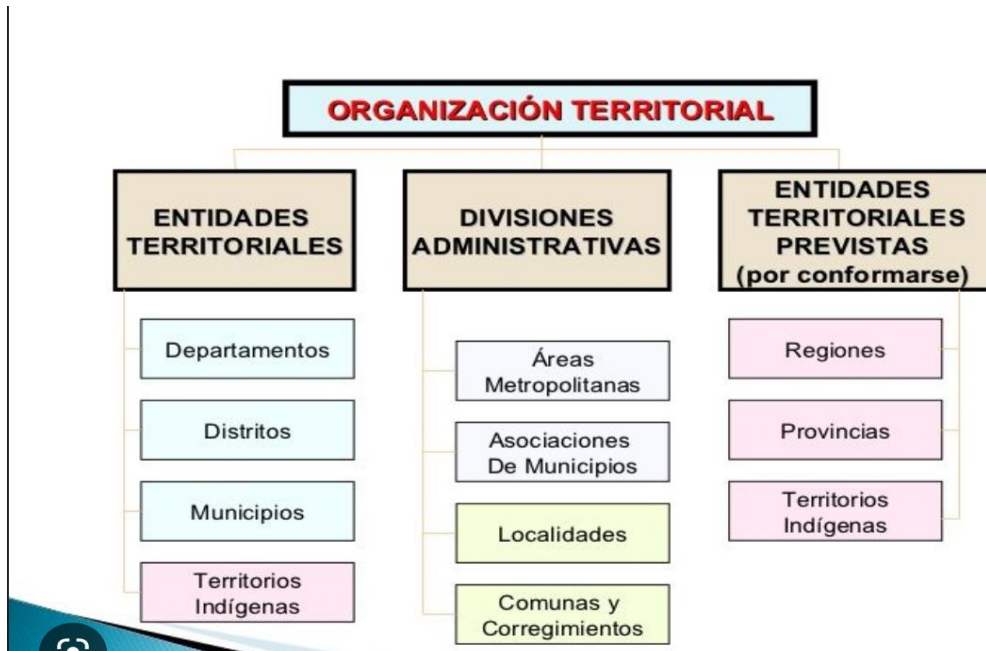 ORGANIZACIÓN TERRITORIAL
ENTIDADES
TERRITORIALES
Departamentos
Distritos
Municipios
Territorios
Indígenas
DIVISIONES
ADMINISTRATIVAS
Áreas
Metropolitanas
Asociaciones
De Municipios
Localidades
Comunas y
Corregimientos
ENTIDADES
TERRITORIALES
PREVISTAS
(por conformarse)
Regiones
Provincias
Territorios
Indígenas